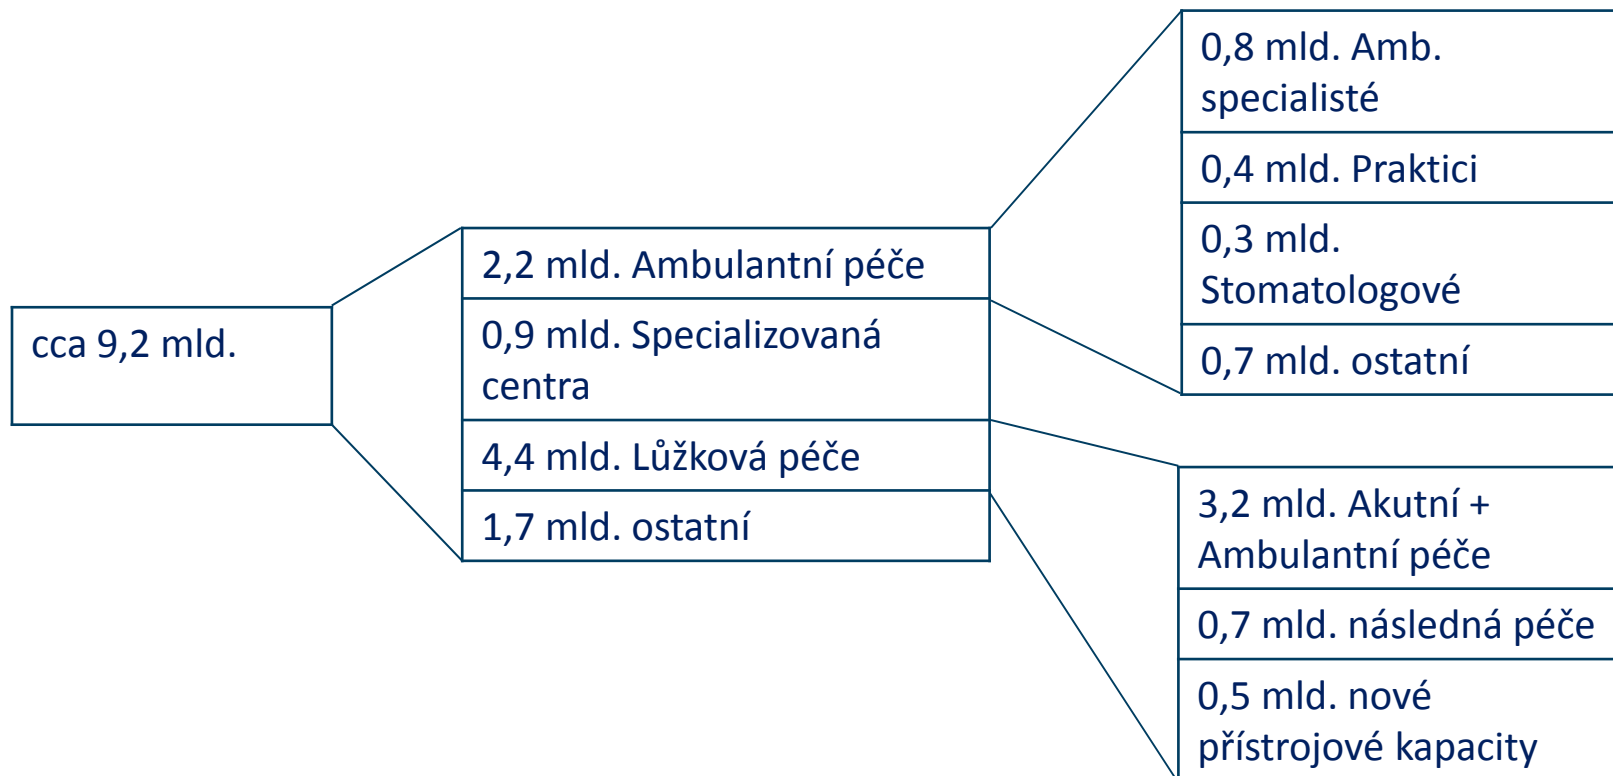 cca 9,2 mld.
2,2 mld. Ambulantní péče
0,9 mld. Specializovaná
centra
4,4 mld. Lůžková péče
1,7 mld. ostatní
0,8 mld. Amb.
specialisté
0,4 mld. Praktici
0,3 mld.
Stomatologové
0,7 mld. ostatní
3,2 mld. Akutní +
Ambulantní péče
0,7 mld. následná péče
0,5 mld. nové
přístrojové kapacity